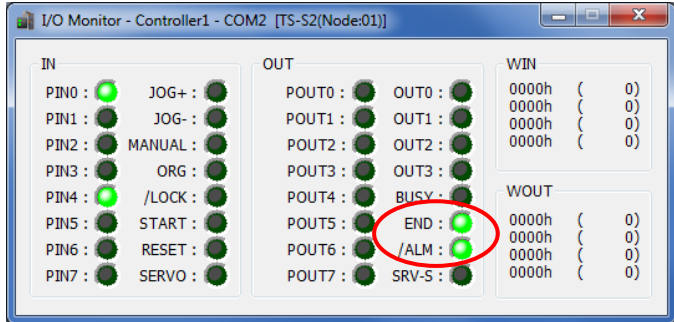 I/O Monitor - Controller1 - COM2 [TS-S2(Node:01)]
IN
PIN0 : JOG+ :
PIN1 : JOG- :
PIN2 : MANUAL :
PIN3 : ORG :
PIN4 : /LOCK :
PIN5 : START :
PIN6 : RESET :
PIN7 : SERVO :
OUT
POUT0 : OUT0 :
POUT1 : OUT1 :
POUT2 : OUT2 :
POUT3 : OUT3 :
POUT4 : BUSY :
POUT5 : END :
POUT6 : /ALM :
POUT7 : SRV-S :
WIN
0000h ( 0)
0000h ( 0)
0000h ( 0)
0000h ( 0)
WOUT
0000h ( 0)
0000h ( 0)
0000h ( 0)
0000h ( 0)